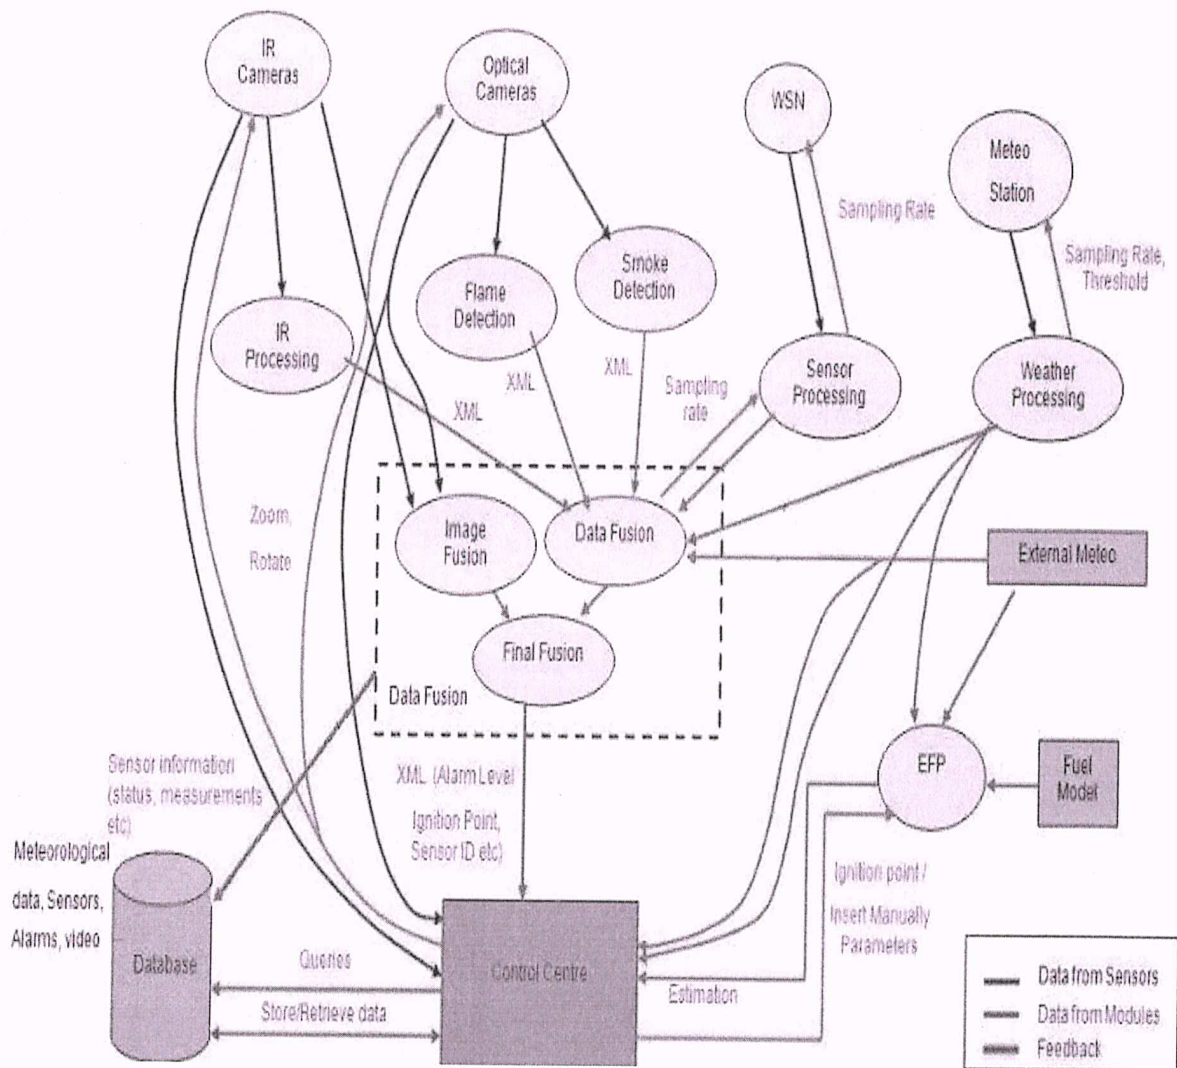 IR
Cameras
Optical
Cameras
WSN
Meteo
Station
Sampling Rate
Sampling Rate,
Threshold
Smoke
Detection
Flame
Detection
IR
Processing
XML
XML
XML
Sampling
rate
Sensor
Processing
Weather
Processing
Zoom,
Rotate
Image
Fusion
Data Fusion
External Meteo
Final Fusion
Data Fusion
Sensor information
(status, measurements
etc)
XML (Alarm Level
Ignition Point,
Sensor ID etc)
EFP
Fuel
Model
Meteorological
data, Sensors,
Alarms, video
Database
Ignition point /
Insert Manually
Parameters
Queries
Control Centre
Estimation
Store/Retrieve data
Data from Sensors
Data from Modules
Feedback